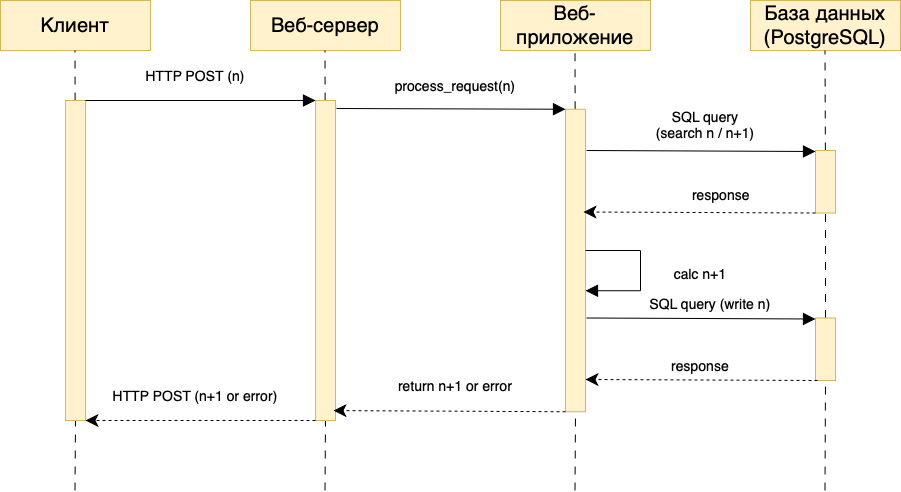 Клиент
Веб-сервер
Веб-
приложение
База данных
(PostgreSQL)
HTTP POST (n)
process_request(n)
SQL query
(search n / n+1)
response
calc n+1
SQL query (write n)
response
return n+1 or error
HTTP POST (n+1 or error)